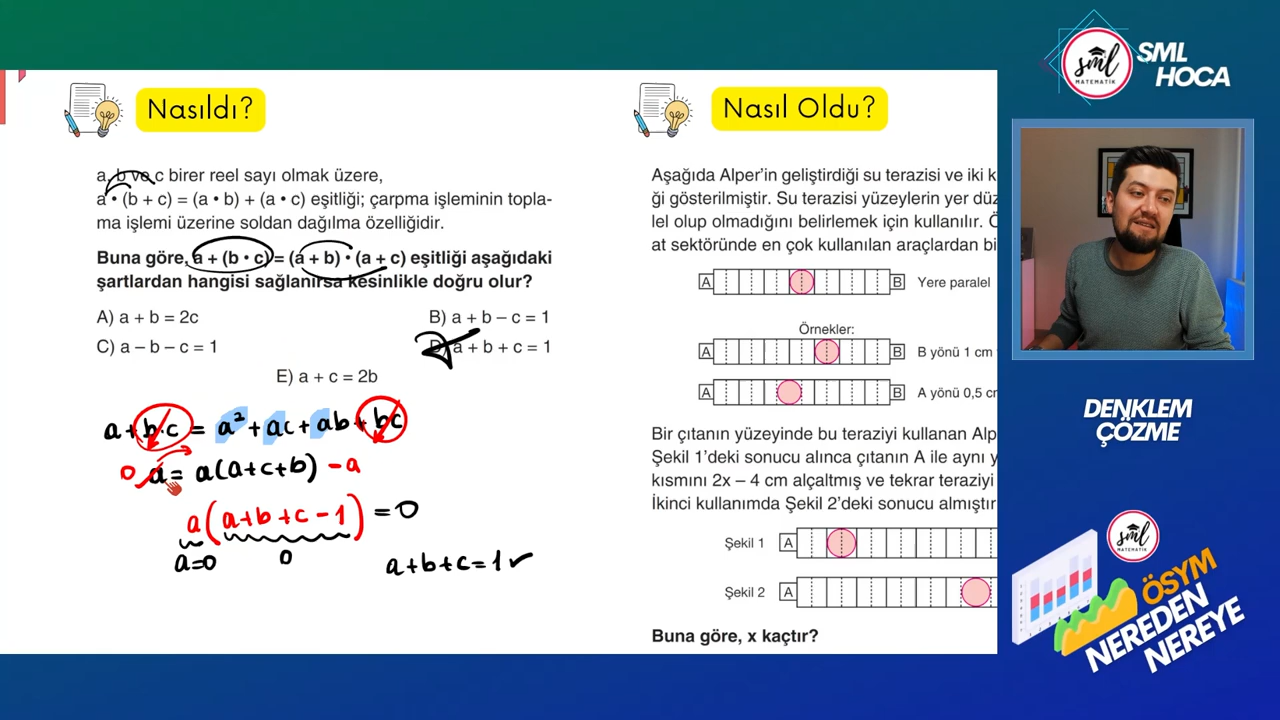 Nasıldı?
a, b ve c birer reel sayı olmak üzere,
a • (b + c) = (a • b) + (a • c) eşitliği; çarpma işleminin topla-
ma işlemi üzerine soldan dağılma özelliğidir.
Buna göre, a + (b • c) = (a + b) • (a + c) eşitliği aşağıdaki
şartlardan hangisi sağlanırsa kesinlikle doğru olur?
A) a + b = 2c
B) a + b – c = 1
C) a – b – c = 1
D) a + b + c = 1
E) a + c = 2b
a + b·c = a² + ac + ab + bc
0 a = a(a+c+b) – a
a(a+b+c–1) = 0
a=0
0
a+b+c=1 ✓
Nasıl Oldu?
Aşağıda Alper’in geliştirdiği su terazisi ve iki k
ği gösterilmiştir. Su terazisi yüzeylerin yer düz
lel olup olmadığını belirlemek için kullanılır. Ö
at sektöründe en çok kullanılan araçlardan bi
A
B
Yere paralel
Örnekler:
A
B
B yönü 1 cm
A
B
A yönü 0,5 c
Bir çıtanın yüzeyinde bu teraziyi kullanan Alp
Şekil 1’deki sonucu alınca çıtanın A ile aynı y
kısmını 2x – 4 cm alçaltmış ve tekrar teraziyi
İkinci kullanımda Şekil 2’deki sonucu almıştır
Şekil 1
A
Şekil 2
A
Buna göre, x kaçtır?
sml
MATEMATİK
SML
HOCA
DENKLEM
ÇÖZME
sml
MATEMATİK
ÖSYM
NEREDEN
NEREYE